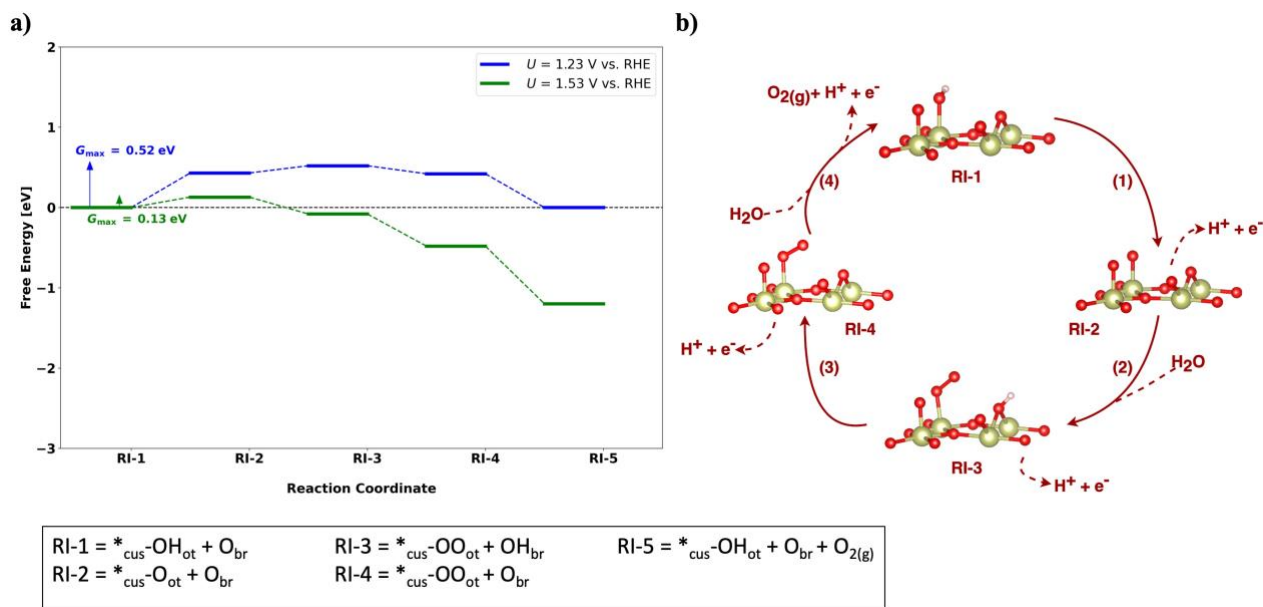 a)
2
1
0
−1
−2
−3
Free Energy [eV]
U = 1.23 V vs. RHE
U = 1.53 V vs. RHE
Gmax = 0.52 eV
Gmax = 0.13 eV
RI-1 RI-2 RI-3 RI-4 RI-5
Reaction Coordinate
b)
O2(g)+ H+ + e-
RI-1
(1)
(4)
H2O
H+ + e-
RI-2
RI-4
H+ + e-
(3)
(2)
H2O
RI-3
H+ + e-
RI-1 = *cus-OHot + Obr RI-3 = *cus-OOot + OHbr RI-5 = *cus-OHot + Obr + O2(g)
RI-2 = *cus-Oot + Obr RI-4 = *cus-OOot + Obr